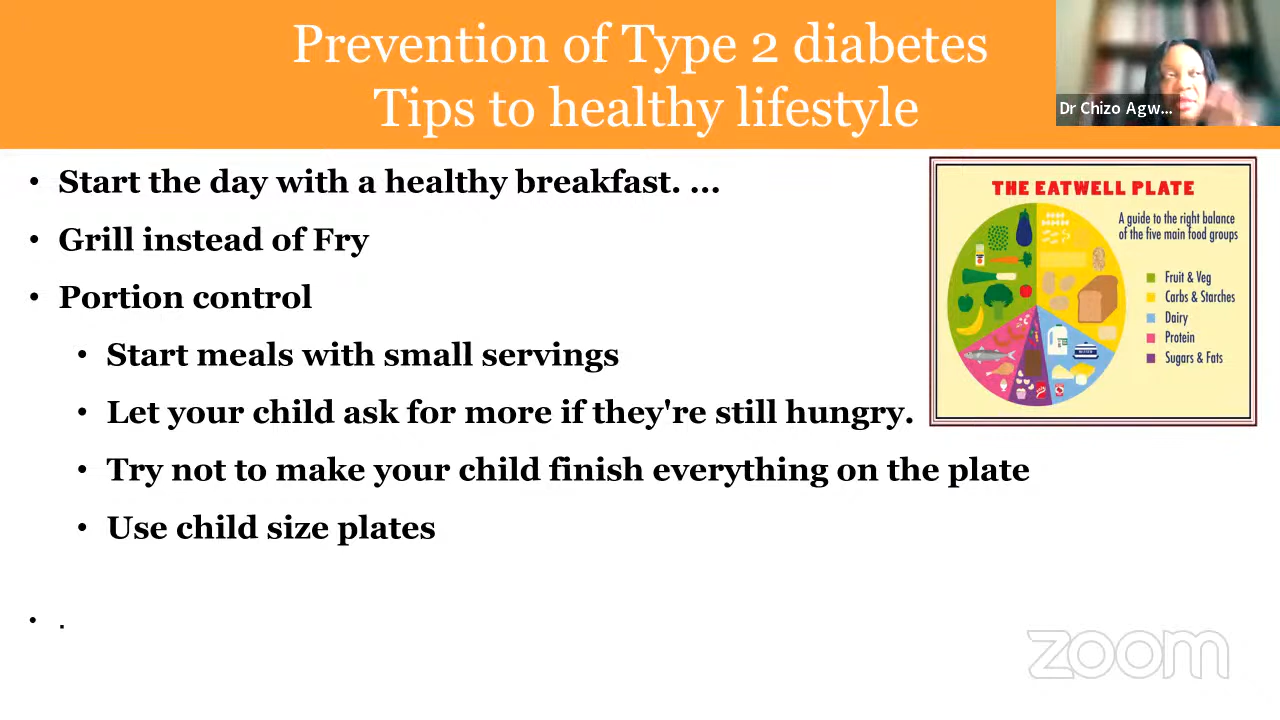 Prevention of Type 2 diabetes
Tips to healthy lifestyle
Dr Chizo Agw...
• Start the day with a healthy breakfast. ...
• Grill instead of Fry
• Portion control
• Start meals with small servings
• Let your child ask for more if they're still hungry.
• Try not to make your child finish everything on the plate
• Use child size plates
• .
THE EATWELL PLATE
A guide to the right balance
of the five main food groups
Fruit & Veg
Carbs & Starches
Dairy
Protein
Sugars & Fats
zoom